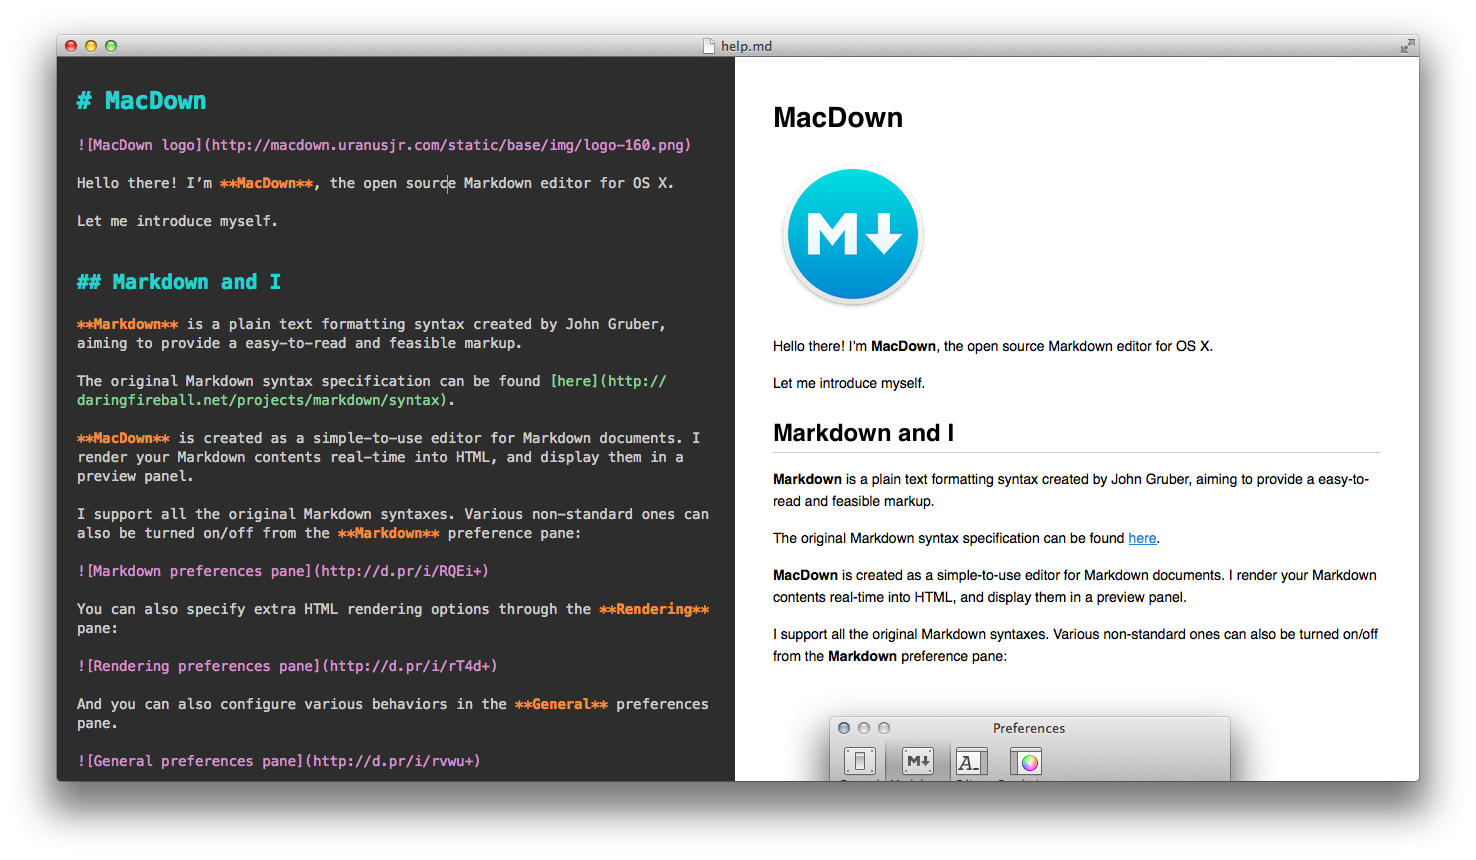 help.md
# MacDown
![MacDown logo](http://macdown.uranusjr.com/static/base/img/logo-160.png)
Hello there! I’m **MacDown**, the open source Markdown editor for OS X.
Let me introduce myself.
## Markdown and I
**Markdown** is a plain text formatting syntax created by John Gruber,
aiming to provide a easy-to-read and feasible markup.
The original Markdown syntax specification can be found [here](http://
daringfireball.net/projects/markdown/syntax).
**MacDown** is created as a simple-to-use editor for Markdown documents. I
render your Markdown contents real-time into HTML, and display them in a
preview panel.
I support all the original Markdown syntaxes. Various non-standard ones can
also be turned on/off from the **Markdown** preference pane:
![Markdown preferences pane](http://d.pr/i/RQEi+)
You can also specify extra HTML rendering options through the **Rendering**
pane:
![Rendering preferences pane](http://d.pr/i/rT4d+)
And you can also configure various behaviors in the **General** preferences
pane.
![General preferences pane](http://d.pr/i/rvwu+)
MacDown
M
Hello there! I’m MacDown, the open source Markdown editor for OS X.
Let me introduce myself.
Markdown and I
Markdown is a plain text formatting syntax created by John Gruber, aiming to provide a easy-to-
read and feasible markup.
The original Markdown syntax specification can be found here.
MacDown is created as a simple-to-use editor for Markdown documents. I render your Markdown
contents real-time into HTML, and display them in a preview panel.
I support all the original Markdown syntaxes. Various non-standard ones can also be turned on/off
from the Markdown preference pane:
Preferences